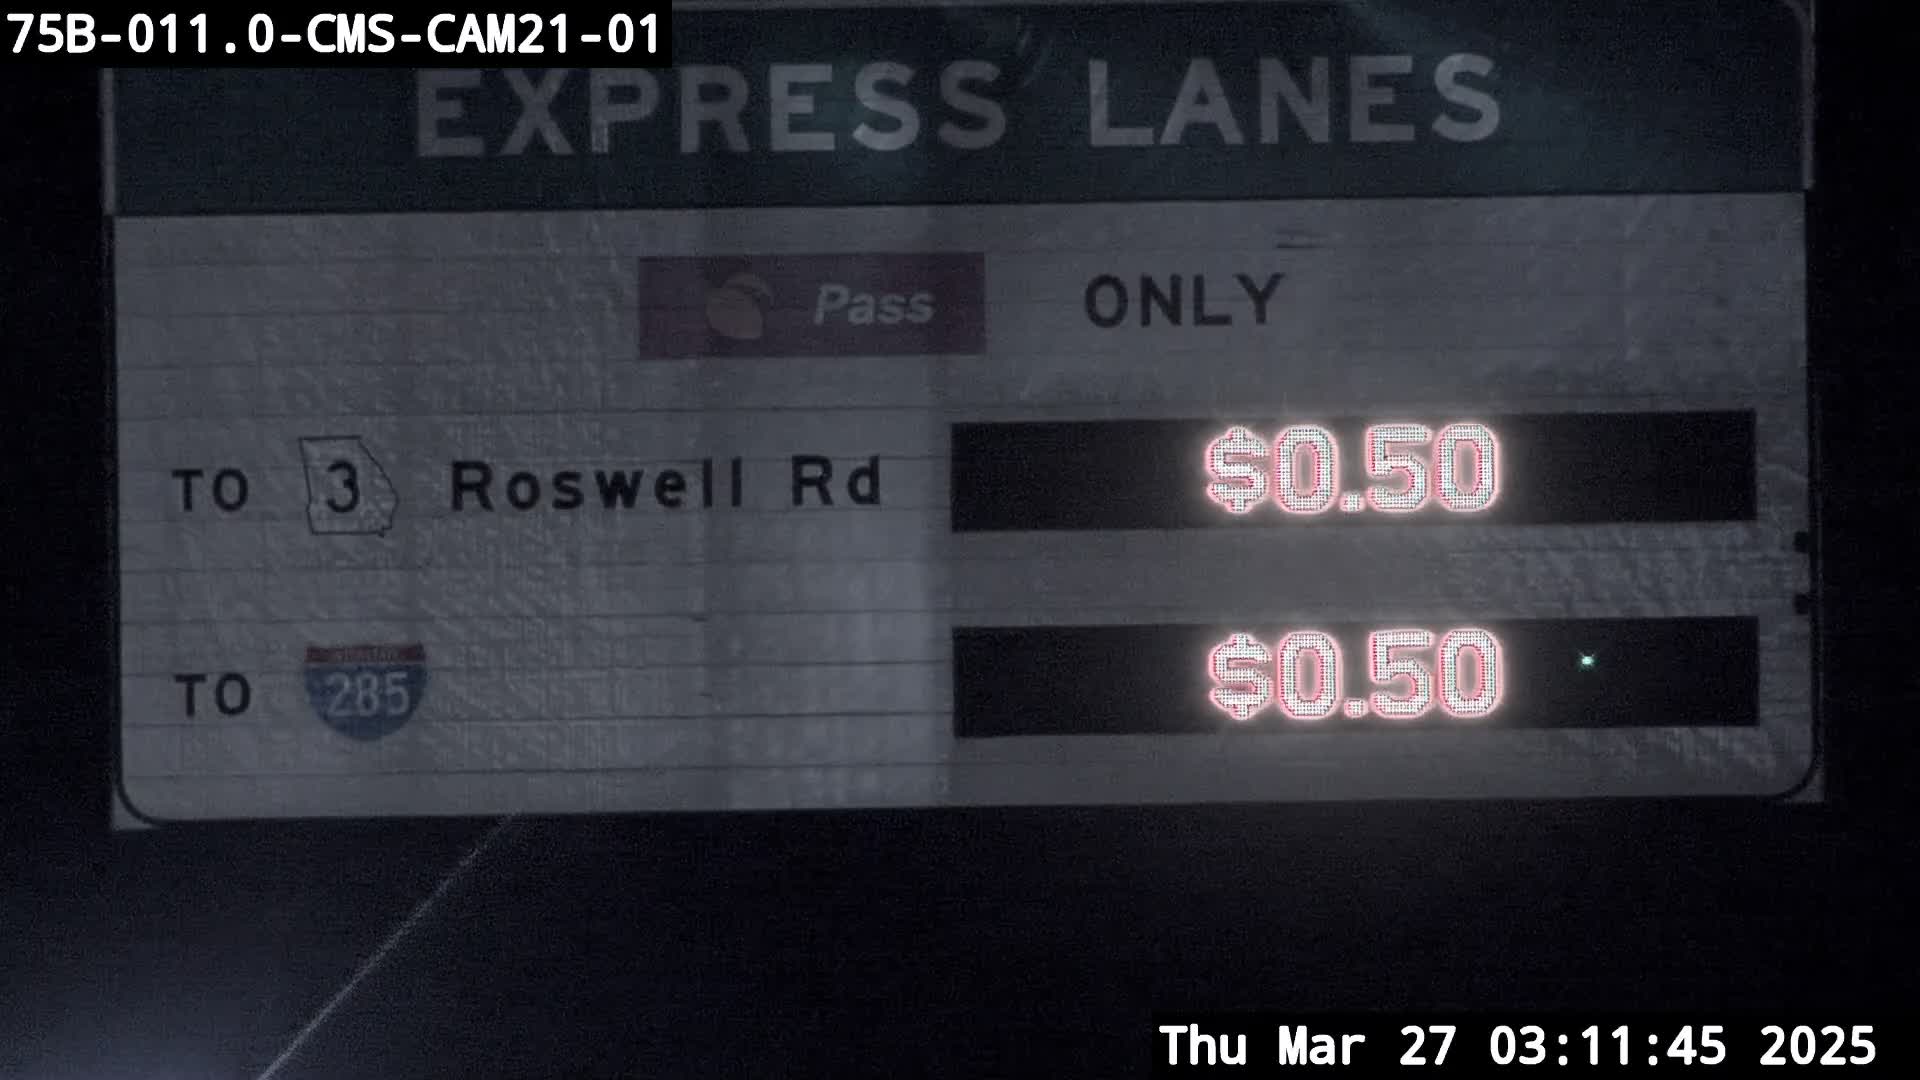 75B-011.0-CMS-CAM21-01
EXPRESS LANES
Pass ONLY
TO 3 Roswell Rd $0.50
INTERSTATE
TO 285 $0.50
Thu Mar 27 03:11:45 2025